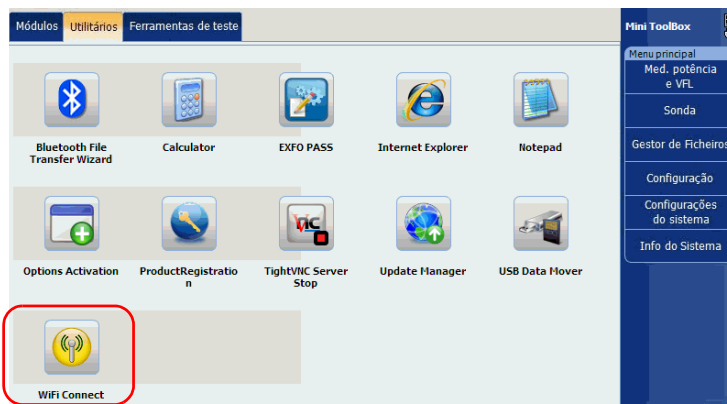 Módulos Utilitários Ferramentas de teste
Mini ToolBox
Menu principal
Med. potência
e VFL
Sonda
Gestor de Ficheiros
Configuração
Configurações
do sistema
Info do Sistema
Bluetooth File
Transfer Wizard
Calculator
EXFO PASS
Internet Explorer
Notepad
Options Activation
ProductRegistratio
n
TightVNC Server
Stop
Update Manager
USB Data Mover
WiFi Connect